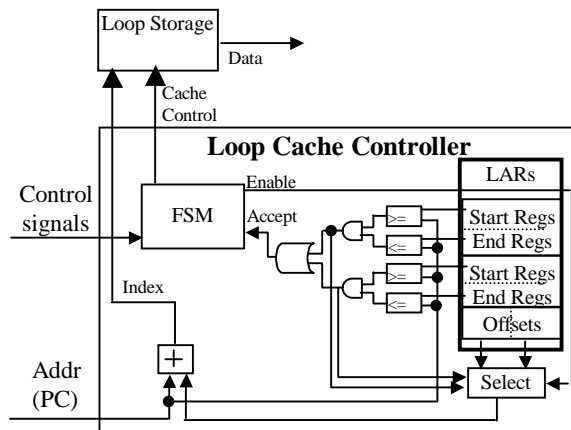 Loop Storage
Data
Cache
Control
Loop Cache Controller
LARs
Enable
Control
signals
FSM
Accept
>=
<=
>=
<=
Start Regs
End Regs
Start Regs
End Regs
Offsets
Index
+
Addr
(PC)
Select